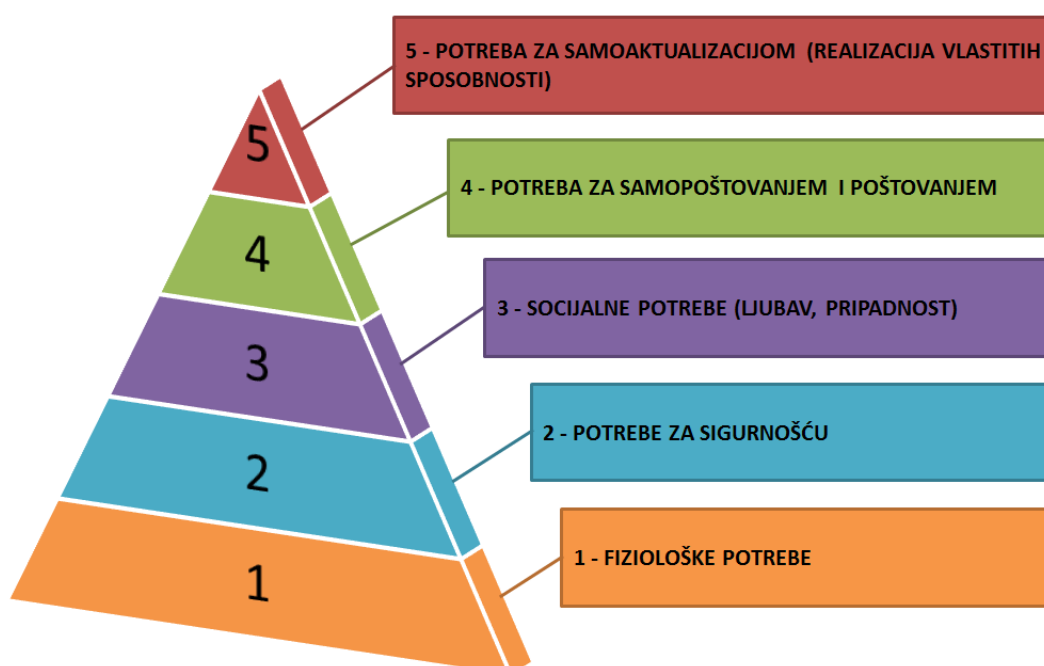 5 - POTREBA ZA SAMOAKTUALIZACIJOM (REALIZACIJA VLASTITIH
SPOSOBNOSTI)
5
4 - POTREBA ZA SAMOPOŠTOVANJEM I POŠTOVANJEM
4
3 - SOCIJALNE POTREBE (LJUBAV, PRIPADNOST)
3
2 - POTREBE ZA SIGURNOŠĆU
2
1 - FIZIOLOŠKE POTREBE
1